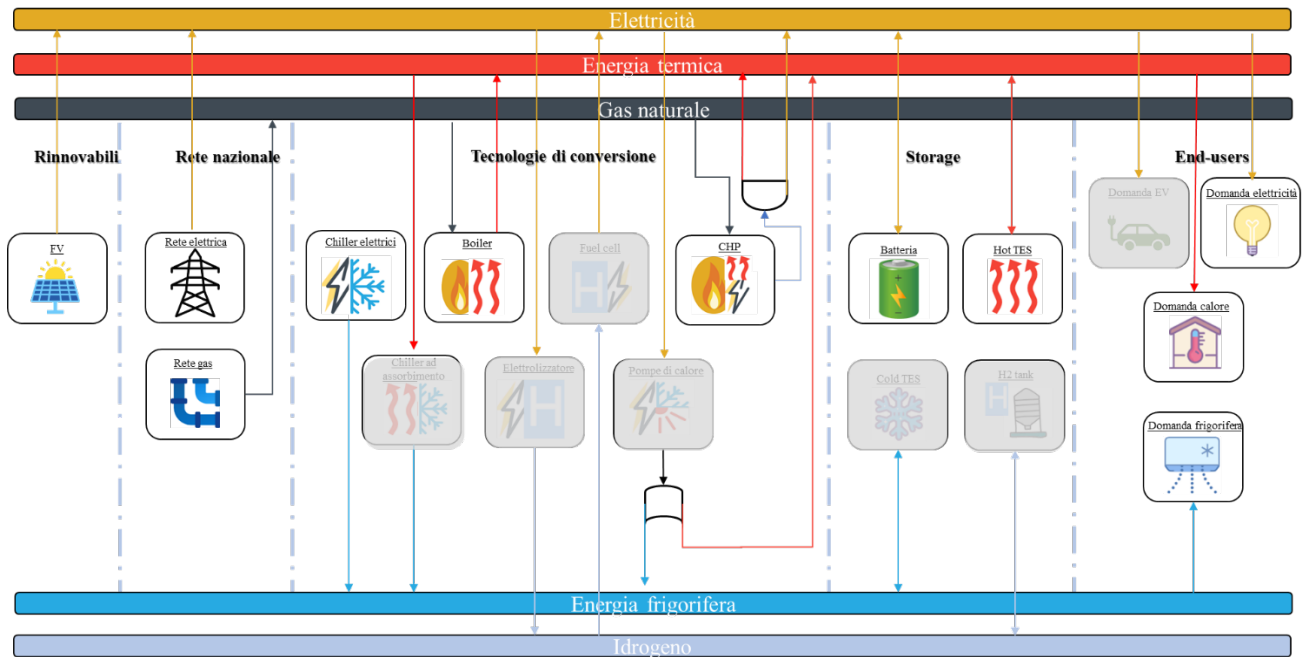 Elettricità
Energia termica
Gas naturale
Rinnovabili
Rete nazionale
Tecnologie di conversione
Storage
End-users
FV
Rete elettrica
Chiller elettrici
Boiler
Fuel cell
CHP
Batteria
Hot TES
Domanda EV
Domanda elettricità
Rete gas
Chiller ad
assorbimento
Elettrolizzatore
Pompe di calore
Cold TES
H2 tank
Domanda calore
Domanda frigorifera
H
H
H
Energia frigorifera
Idrogeno